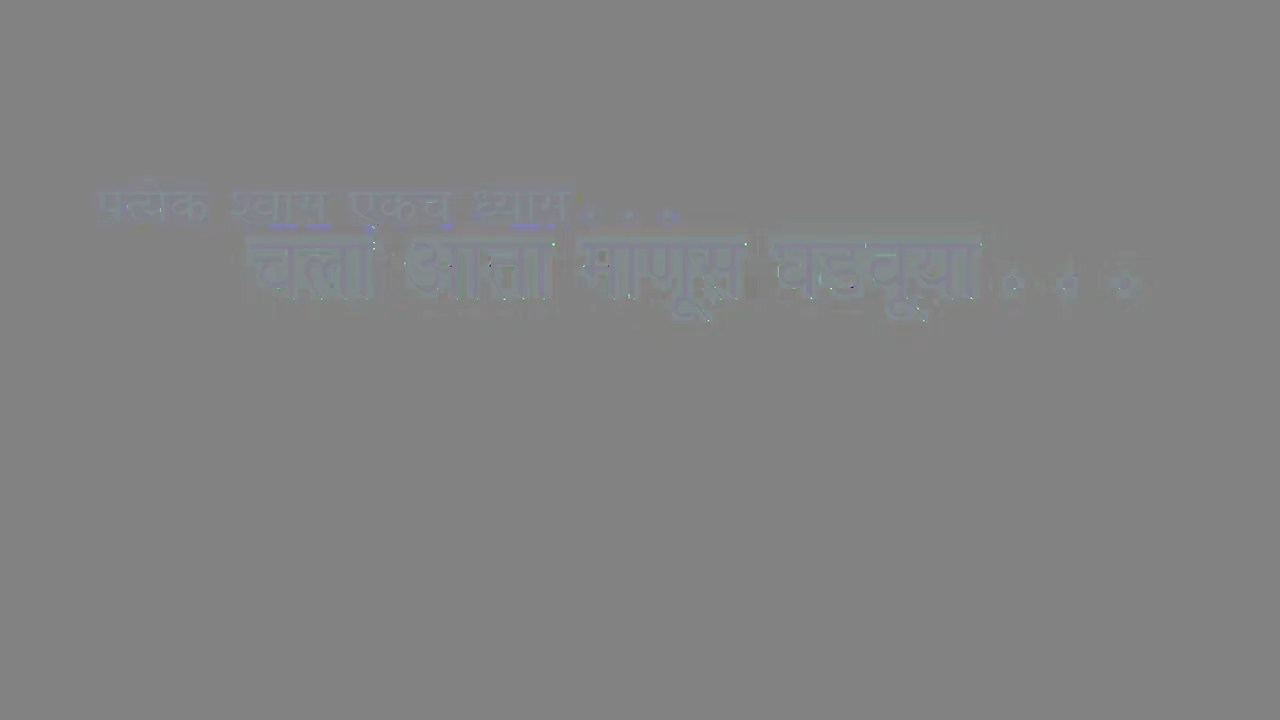 प्रत्येक श्वास एकच ध्यास...
चला आत्ता माणूस घडवूया...